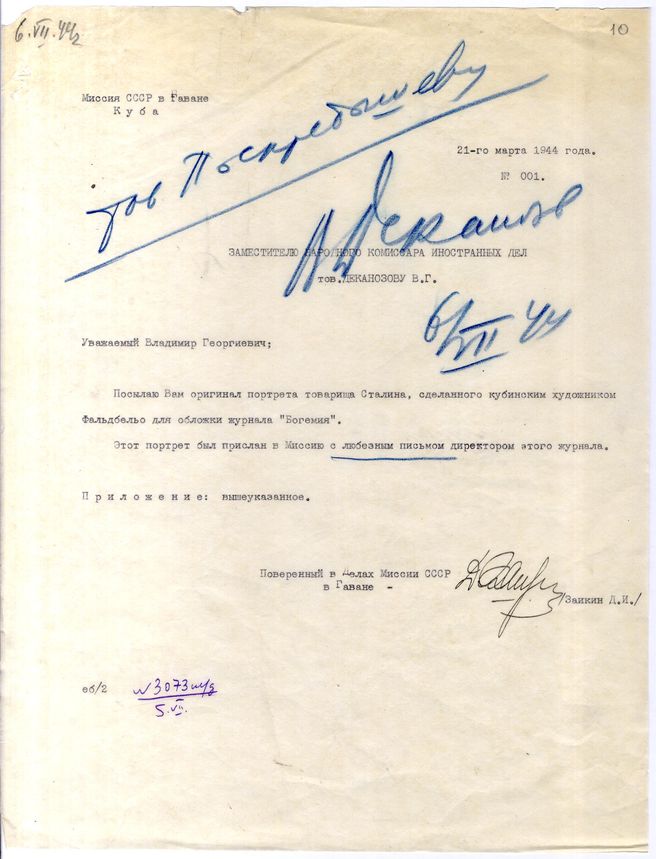 6.VII.44г
10
Миссия СССР в Гаване
К у б а
тов Поскребышеву
21-го марта 1944 года.
№ 001.
В Деканозов
ЗАМЕСТИТЕЛЮ НАРОДНОГО КОМИССАРА ИНОСТРАННЫХ ДЕЛ
тов.ДЕКАНОЗОВУ В.Г.
6/VII 44
Уважаемый Владимир Георгиевич;
Посылаю Вам оригинал портрета товарища Сталина, сделанного кубинским художником
Фальдбельо для обложки журнала "Богемия".
Этот портрет был прислан в Миссию с любезным письмом директором этого журнала.
П р и л о ж е н и е: вышеуказанное.
Поверенный в Делах Миссии СССР
в Гаване -
/Заикин Д.И./
еб/2
№3073
5.VII.